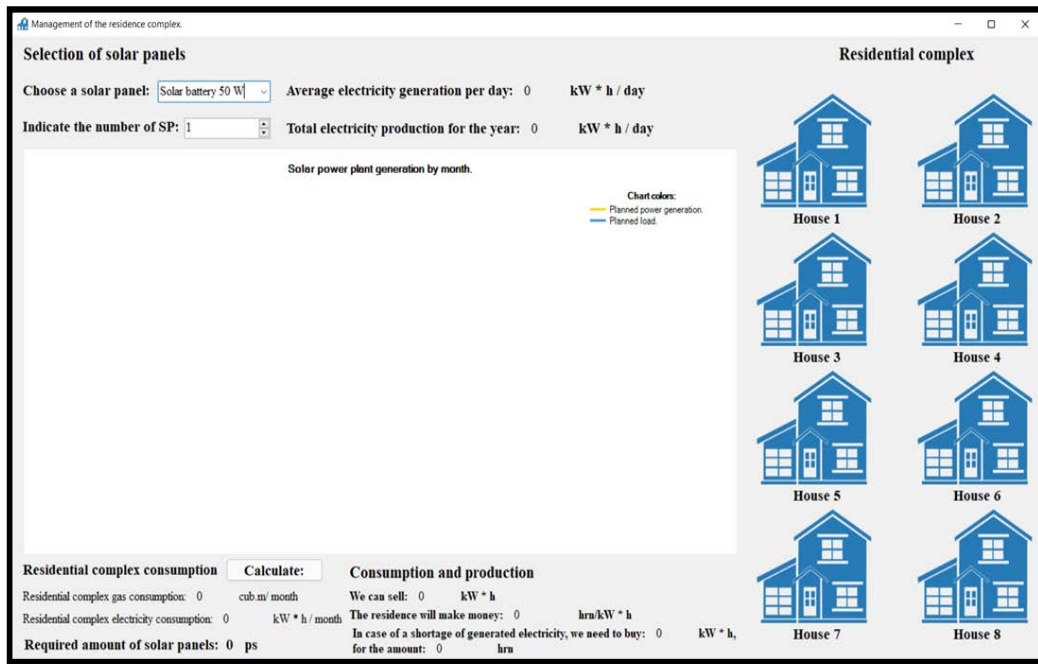 Management of the residence complex.
Selection of solar panels
Residential complex
Choose a solar panel: Solar battery 50 W
Average electricity generation per day: 0 kW * h / day
Indicate the number of SP: 1
Total electricity production for the year: 0 kW * h / day
Solar power plant generation by month.
Chart colors:
Planned power generation.
Planned load.
House 1
House 2
House 3
House 4
House 5
House 6
House 7
House 8
Residential complex consumption Calculate:
Residential complex gas consumption: 0 cub.m/ month
Residential complex electricity consumption: 0 kW * h / month
Required amount of solar panels: 0 ps
Consumption and production
We can sell: 0 kW * h
The residence will make money: 0 hrn/kW * h
In case of a shortage of generated electricity, we need to buy: 0 kW * h,
for the amount: 0 hrn